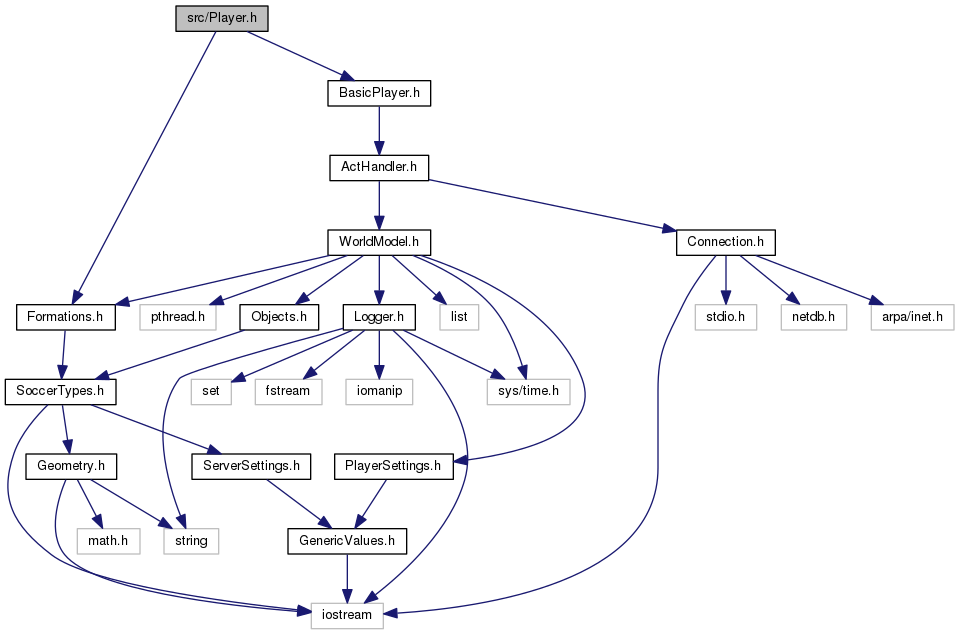 src/Player.h
BasicPlayer.h
ActHandler.h
WorldModel.h
Connection.h
Formations.h
pthread.h
Objects.h
Logger.h
list
stdio.h
netdb.h
arpa/inet.h
SoccerTypes.h
set
fstream
iomanip
sys/time.h
Geometry.h
ServerSettings.h
PlayerSettings.h
math.h
string
GenericValues.h
iostream